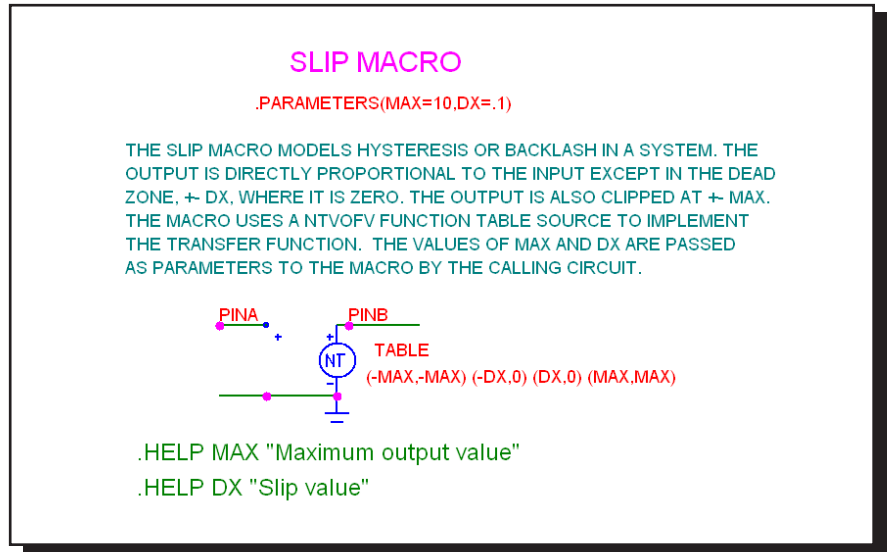 SLIP MACRO
.PARAMETERS(MAX=10,DX=.1)
THE SLIP MACRO MODELS HYSTERESIS OR BACKLASH IN A SYSTEM. THE
OUTPUT IS DIRECTLY PROPORTIONAL TO THE INPUT EXCEPT IN THE DEAD
ZONE, +- DX, WHERE IT IS ZERO. THE OUTPUT IS ALSO CLIPPED AT +- MAX.
THE MACRO USES A NTVOFV FUNCTION TABLE SOURCE TO IMPLEMENT
THE TRANSFER FUNCTION. THE VALUES OF MAX AND DX ARE PASSED
AS PARAMETERS TO THE MACRO BY THE CALLING CIRCUIT.
PINA
PINB
+
+
NT
-
TABLE
(-MAX,-MAX) (-DX,0) (DX,0) (MAX,MAX)
.HELP MAX "Maximum output value"
.HELP DX "Slip value"